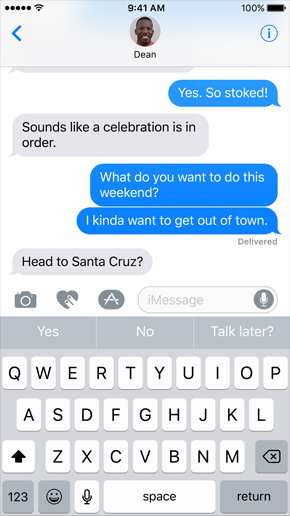 9:41 AM
100%
Dean
Yes. So stoked!
Sounds like a celebration is in
order.
What do you want to do this
weekend?
I kinda want to get out of town.
Delivered
Head to Santa Cruz?
iMessage
Yes No Talk later?
Q W E R T Y U I O P
A S D F G H J K L
Z X C V B N M
123 space return